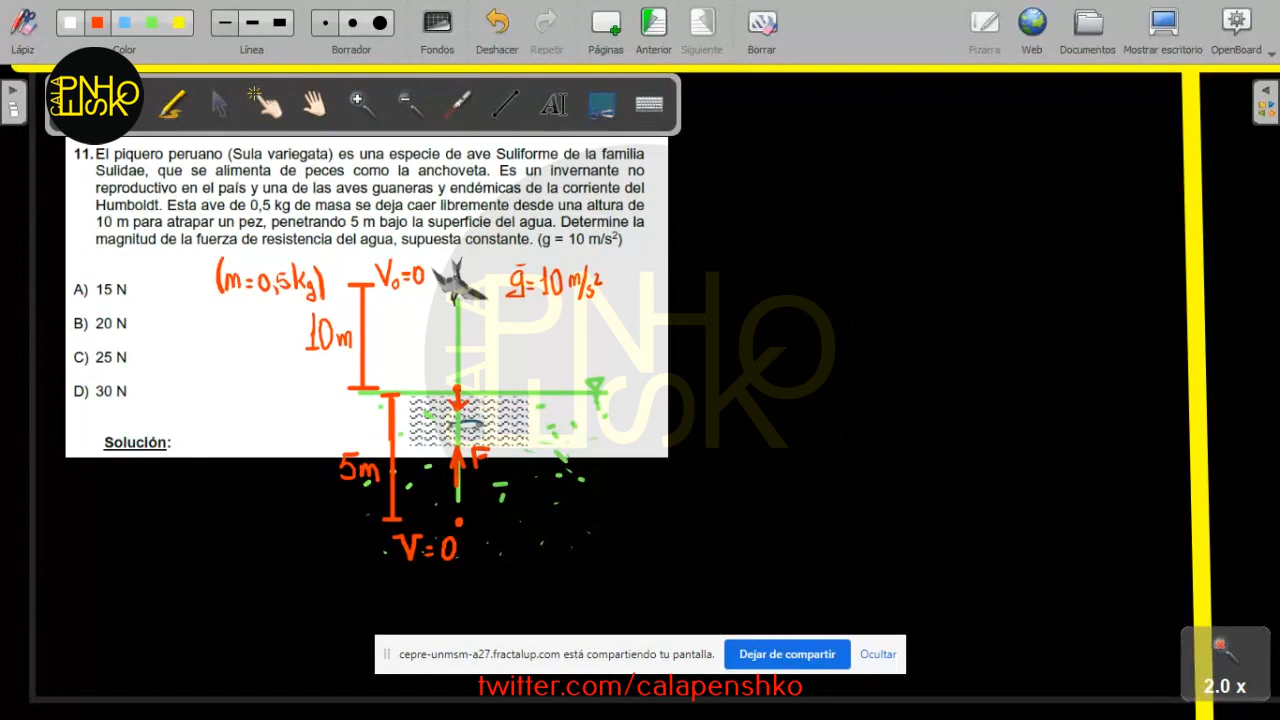 Lápiz
Color
Línea
Borrador
Fondos
Deshacer
Repetir
Páginas
Anterior
Siguiente
Borrar
Pizarra
Web
Documentos
Mostrar escritorio
OpenBoard
CALA
PNHO
ESK
AI
11. El piquero peruano (Sula variegata) es una especie de ave Suliforme de la familia
Sulidae, que se alimenta de peces como la anchoveta. Es un invernante no
reproductivo en el país y una de las aves guaneras y endémicas de la corriente del
Humboldt. Esta ave de 0,5 kg de masa se deja caer libremente desde una altura de
10 m para atrapar un pez, penetrando 5 m bajo la superficie del agua. Determine la
magnitud de la fuerza de resistencia del agua, supuesta constante. (g = 10 m/s²)
(m=0,5kg)
V₀=0
g=10 m/s²
A) 15 N
10m
B) 20 N
C) 25 N
D) 30 N
CALA
PNHO
ESK
Solución:
F
5m
V=0
cepre-unmsm-a27.fractalup.com está compartiendo tu pantalla.
Dejar de compartir
Ocultar
twitter.com/calapenshko
2.0 x